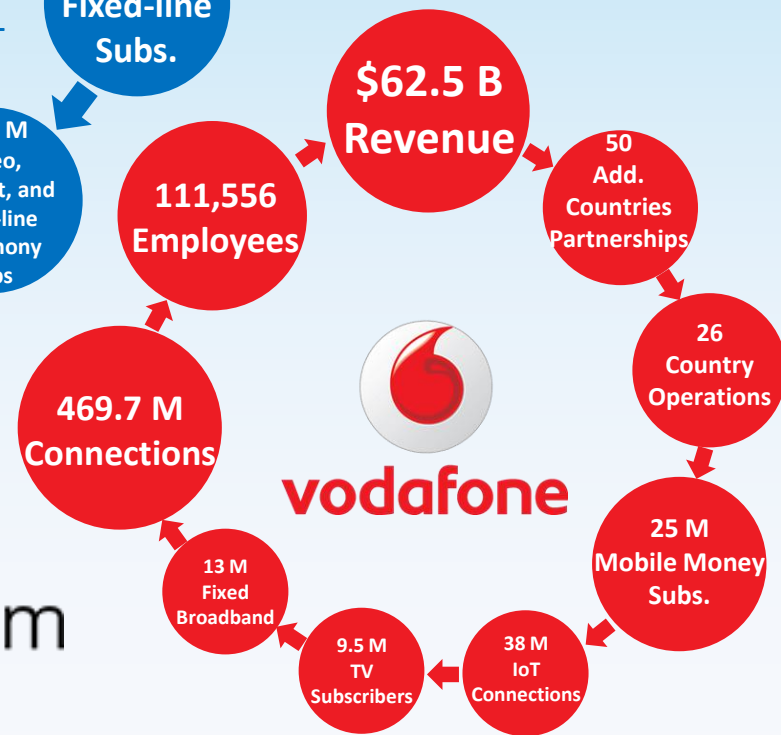 Fixed-line
Subs.
M
and
$62.5 B
Revenue
50
Add.
Countries
Partnerships
26
Country
Operations
25 M
Mobile Money
Subs.
38 M
IoT
Connections
9.5 M
TV
Subscribers
13 M
Fixed
Broadband
469.7 M
Connections
111,556
Employees
vodafone
m